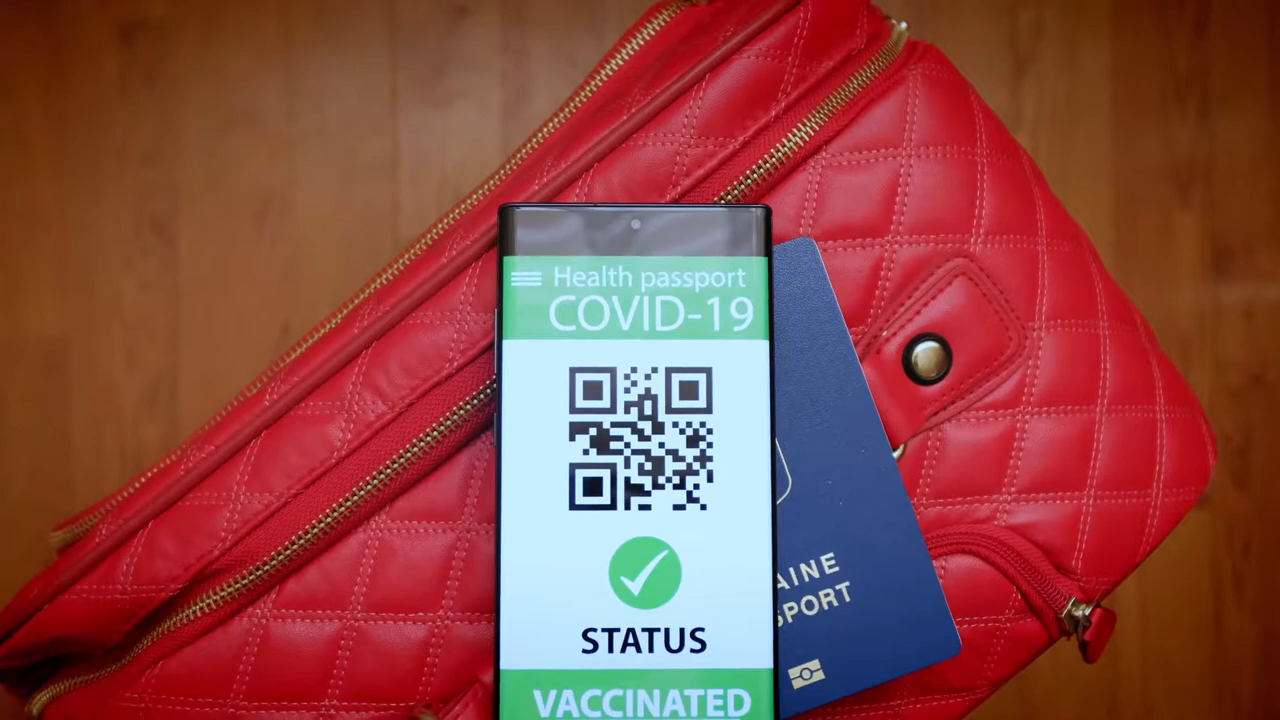 Health passport
COVID-19
STATUS
VACCINATED
AINE
SPORT